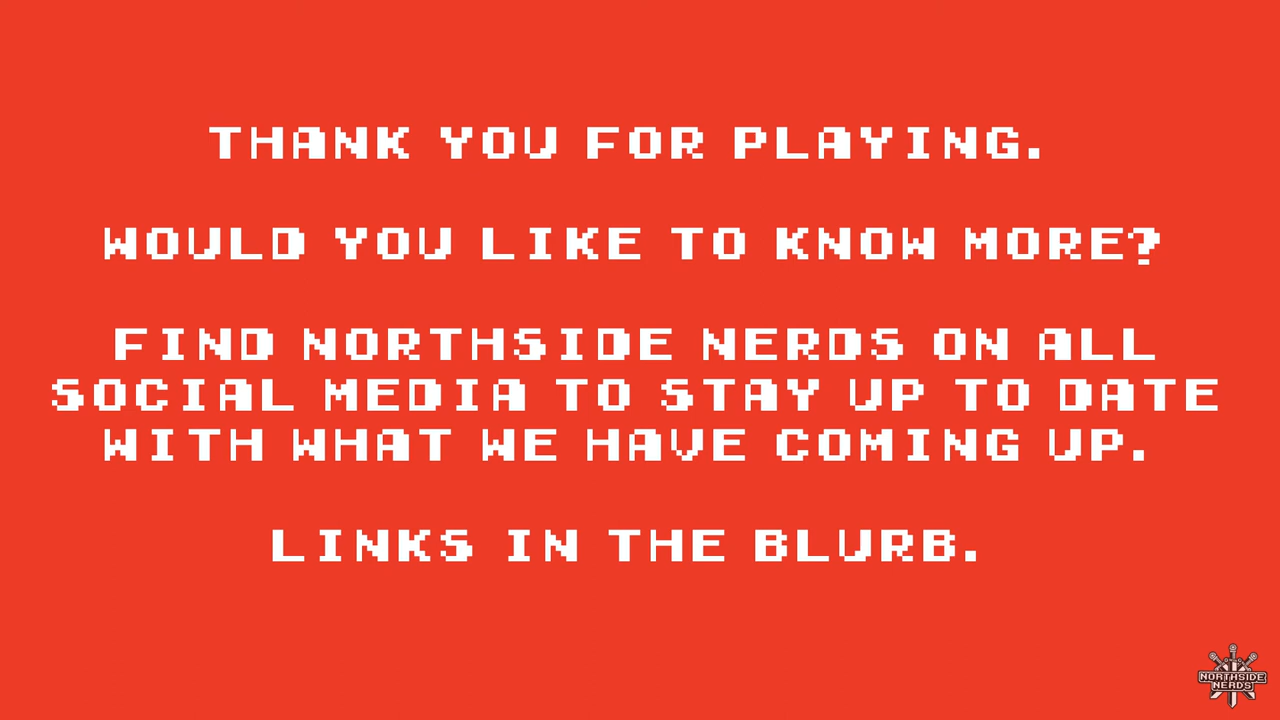 THANK YOU FOR PLAYING.
WOULD YOU LIKE TO KNOW MORE?
FIND NORTHSIDE NERDS ON ALL
SOCIAL MEDIA TO STAY UP TO DATE
WITH WHAT WE HAVE COMING UP.
LINKS IN THE BLURB.
NORTHSIDE
NERDS